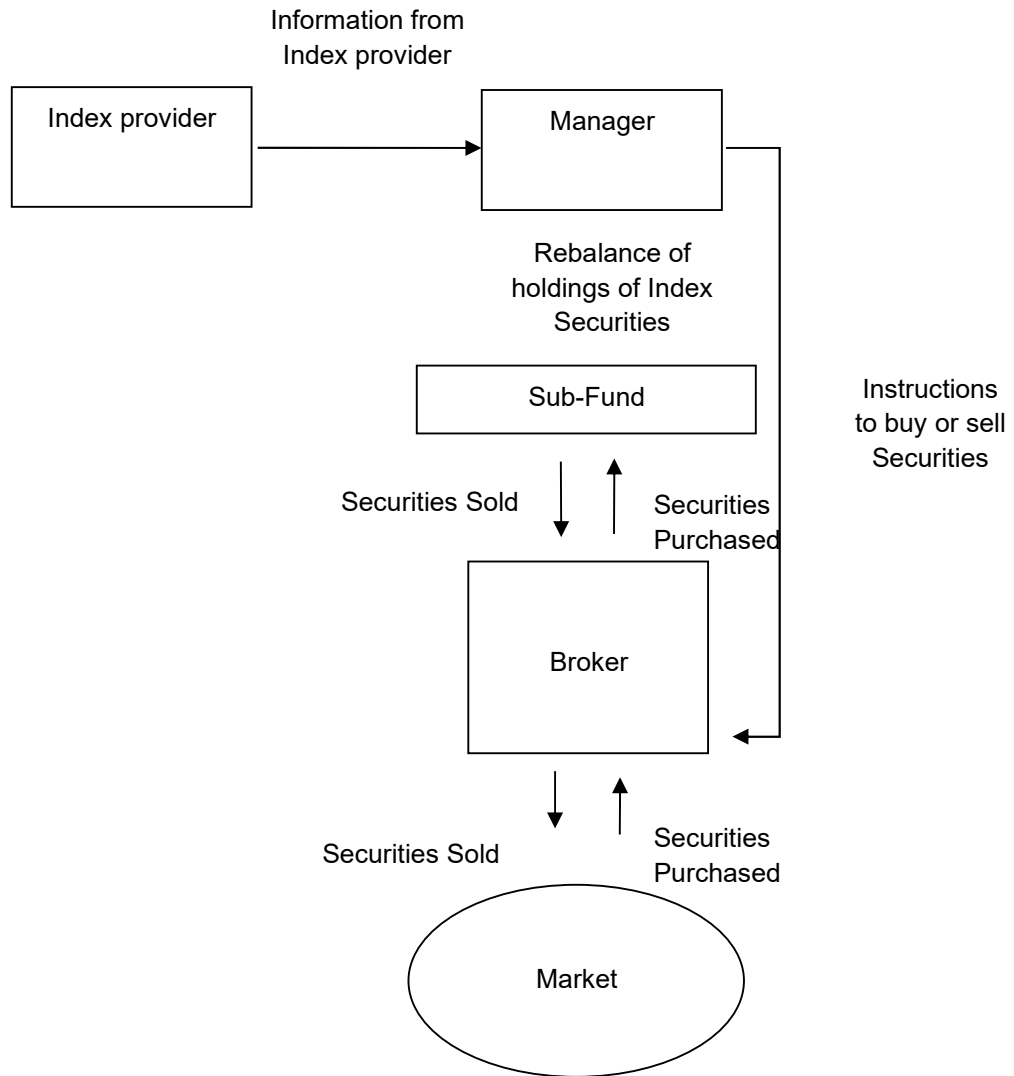 Information from
Index provider
Index provider
Manager
Rebalance of
holdings of Index
Securities
Sub-Fund
Instructions
to buy or sell
Securities
Securities Sold
Securities
Purchased
Broker
Securities Sold
Securities
Purchased
Market